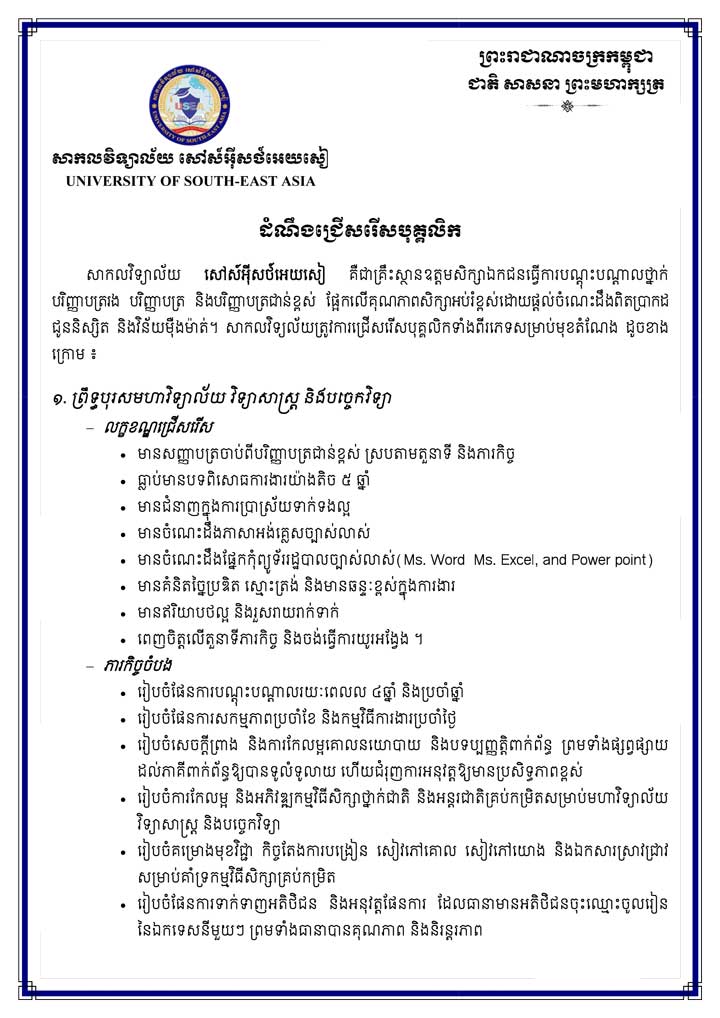 ព្រះរាជាណាចក្រកម្ពុជា
ជាតិ សាសនា ព្រះមហាក្សត្រ
សាកលវិទ្យាល័យ សៅស៍អ៊ីសថ៍អេយសៀ
USEA
UNIVERSITY OF SOUTH-EAST ASIA
សាកលវិទ្យាល័យ សៅស៍អ៊ីសថ៍អេយសៀ
UNIVERSITY OF SOUTH-EAST ASIA
ដំណឹងជ្រើសរើសបុគ្គលិក
សាកលវិទ្យាល័យ សៅស៍អ៊ីសថ៍អេយសៀ គឺជាគ្រឹះស្ថានឧត្តមសិក្សាឯកជនធ្វើការបណ្តុះបណ្តាលថ្នាក់
បរិញ្ញាបត្ររង បរិញ្ញាបត្រ និងបរិញ្ញាបត្រជាន់ខ្ពស់ ផ្អែកលើគុណភាពសិក្សាអប់រំខ្ពស់ដោយផ្តល់ចំណេះដឹងពិតប្រាកដ
ជូននិស្សិត និងវិន័យម៉ឺងម៉ាត់។ សាកលវិទ្យល័យត្រូវការជ្រើសរើសបុគ្គលិកទាំងពីរភេទសម្រាប់មុខតំណែង ដូចខាង
ក្រោម ៖
១. ព្រឹទ្ធបុរសមហាវិទ្យាល័យ វិទ្យាសាស្ត្រ និងបច្ចេកវិទ្យា
– លក្ខខណ្ឌជ្រើសរើស
• មានសញ្ញាបត្រចាប់ពីបរិញ្ញាបត្រជាន់ខ្ពស់ ស្របតាមតួនាទី និងភារកិច្ច
• ធ្លាប់មានបទពិសោធការងារយ៉ាងតិច ៥ ឆ្នាំ
• មានជំនាញក្នុងការប្រាស្រ័យទាក់ទងល្អ
• មានចំណេះដឹងភាសាអង់គ្លេសច្បាស់លាស់
• មានចំណេះដឹងផ្នែកកុំព្យូទ័ររដ្ឋបាលច្បាស់លាស់( Ms. Word Ms. Excel, and Power point )
• មានគំនិតច្នៃប្រឌិត ស្មោះត្រង់ និងមានឆន្ទៈខ្ពស់ក្នុងការងារ
• មានឥរិយាបថល្អ និងរួសរាយរាក់ទាក់
• ពេញចិត្តលើតួនាទីភារកិច្ច និងចង់ធ្វើការយូរអង្វែង ។
– ភារកិច្ចចំបង
• រៀបចំផែនការបណ្តុះបណ្តាលរយៈពេលល ៤ឆ្នាំ និងប្រចាំឆ្នាំ
• រៀបចំផែនការសកម្មភាពប្រចាំខែ និងកម្មវិធីការងារប្រចាំថ្ងៃ
• រៀបចំសេចក្តីព្រាង និងការកែលម្អគោលនយោបាយ និងបទប្បញ្ញត្តិពាក់ព័ន្ធ ព្រមទាំងផ្សព្វផ្សាយ
ដល់ភាគីពាក់ព័ន្ធឱ្យបានទូលំទូលាយ ហើយជំរុញការអនុវត្តឱ្យមានប្រសិទ្ធភាពខ្ពស់
• រៀបចំការកែលម្អ និងអភិវឌ្ឍកម្មវិធីសិក្សាថ្នាក់ជាតិ និងអន្តរជាតិគ្រប់កម្រិតសម្រាប់មហាវិទ្យាល័យ
វិទ្យាសាស្ត្រ និងបច្ចេកវិទ្យា
• រៀបចំគម្រោងមុខវិជ្ជា កិច្ចតែងការបង្រៀន សៀវភៅគោល សៀវភៅយោង និងឯកសារស្រាវជ្រាវ
សម្រាប់គាំទ្រកម្មវិធីសិក្សាគ្រប់កម្រិត
• រៀបចំផែនការទាក់ទាញអតិថិជន និងអនុវត្តផែនការ ដែលធានាមានអតិថិជនចុះឈ្មោះចូលរៀន
នៃឯកទេសនីមួយៗ ព្រមទាំងធានាបានគុណភាព និងនិរន្តរភាព